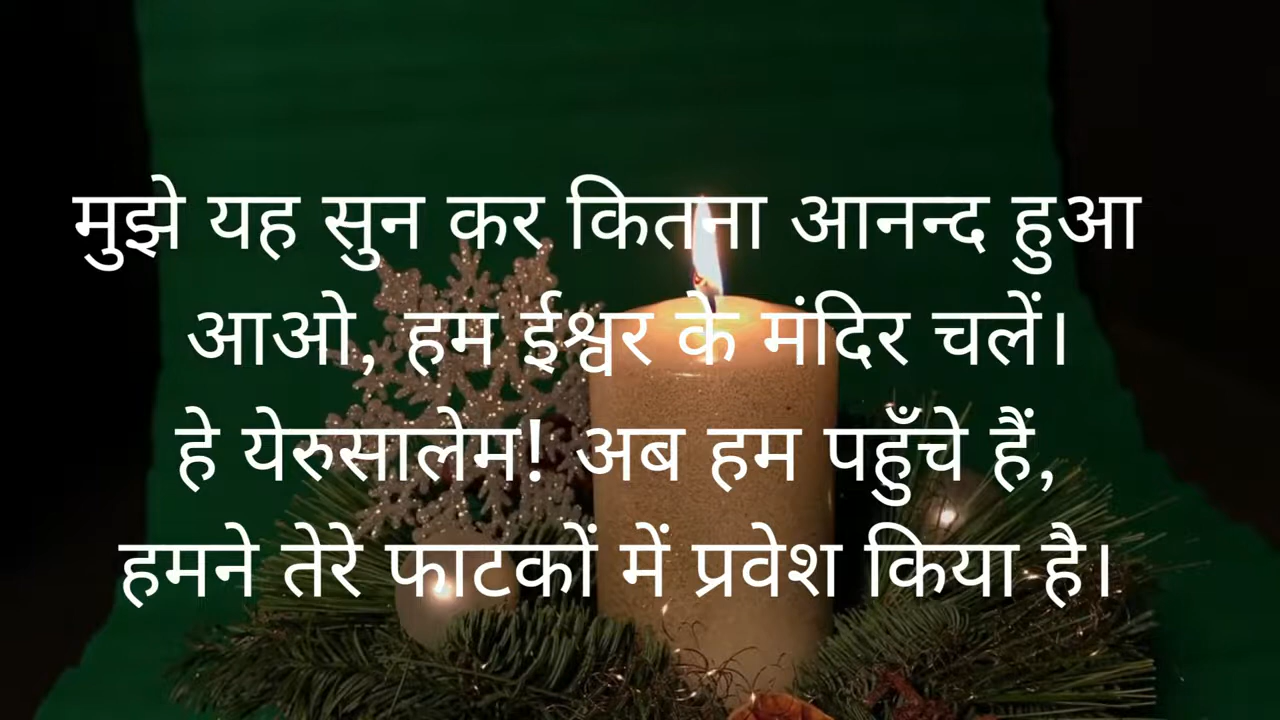 मुझे यह सुन कर कितना आनन्द हुआ
आओ, हम ईश्वर के मंदिर चलें।
हे येरुसालेम! अब हम पहुँचे हैं,
हमने तेरे फाटकों में प्रवेश किया है।